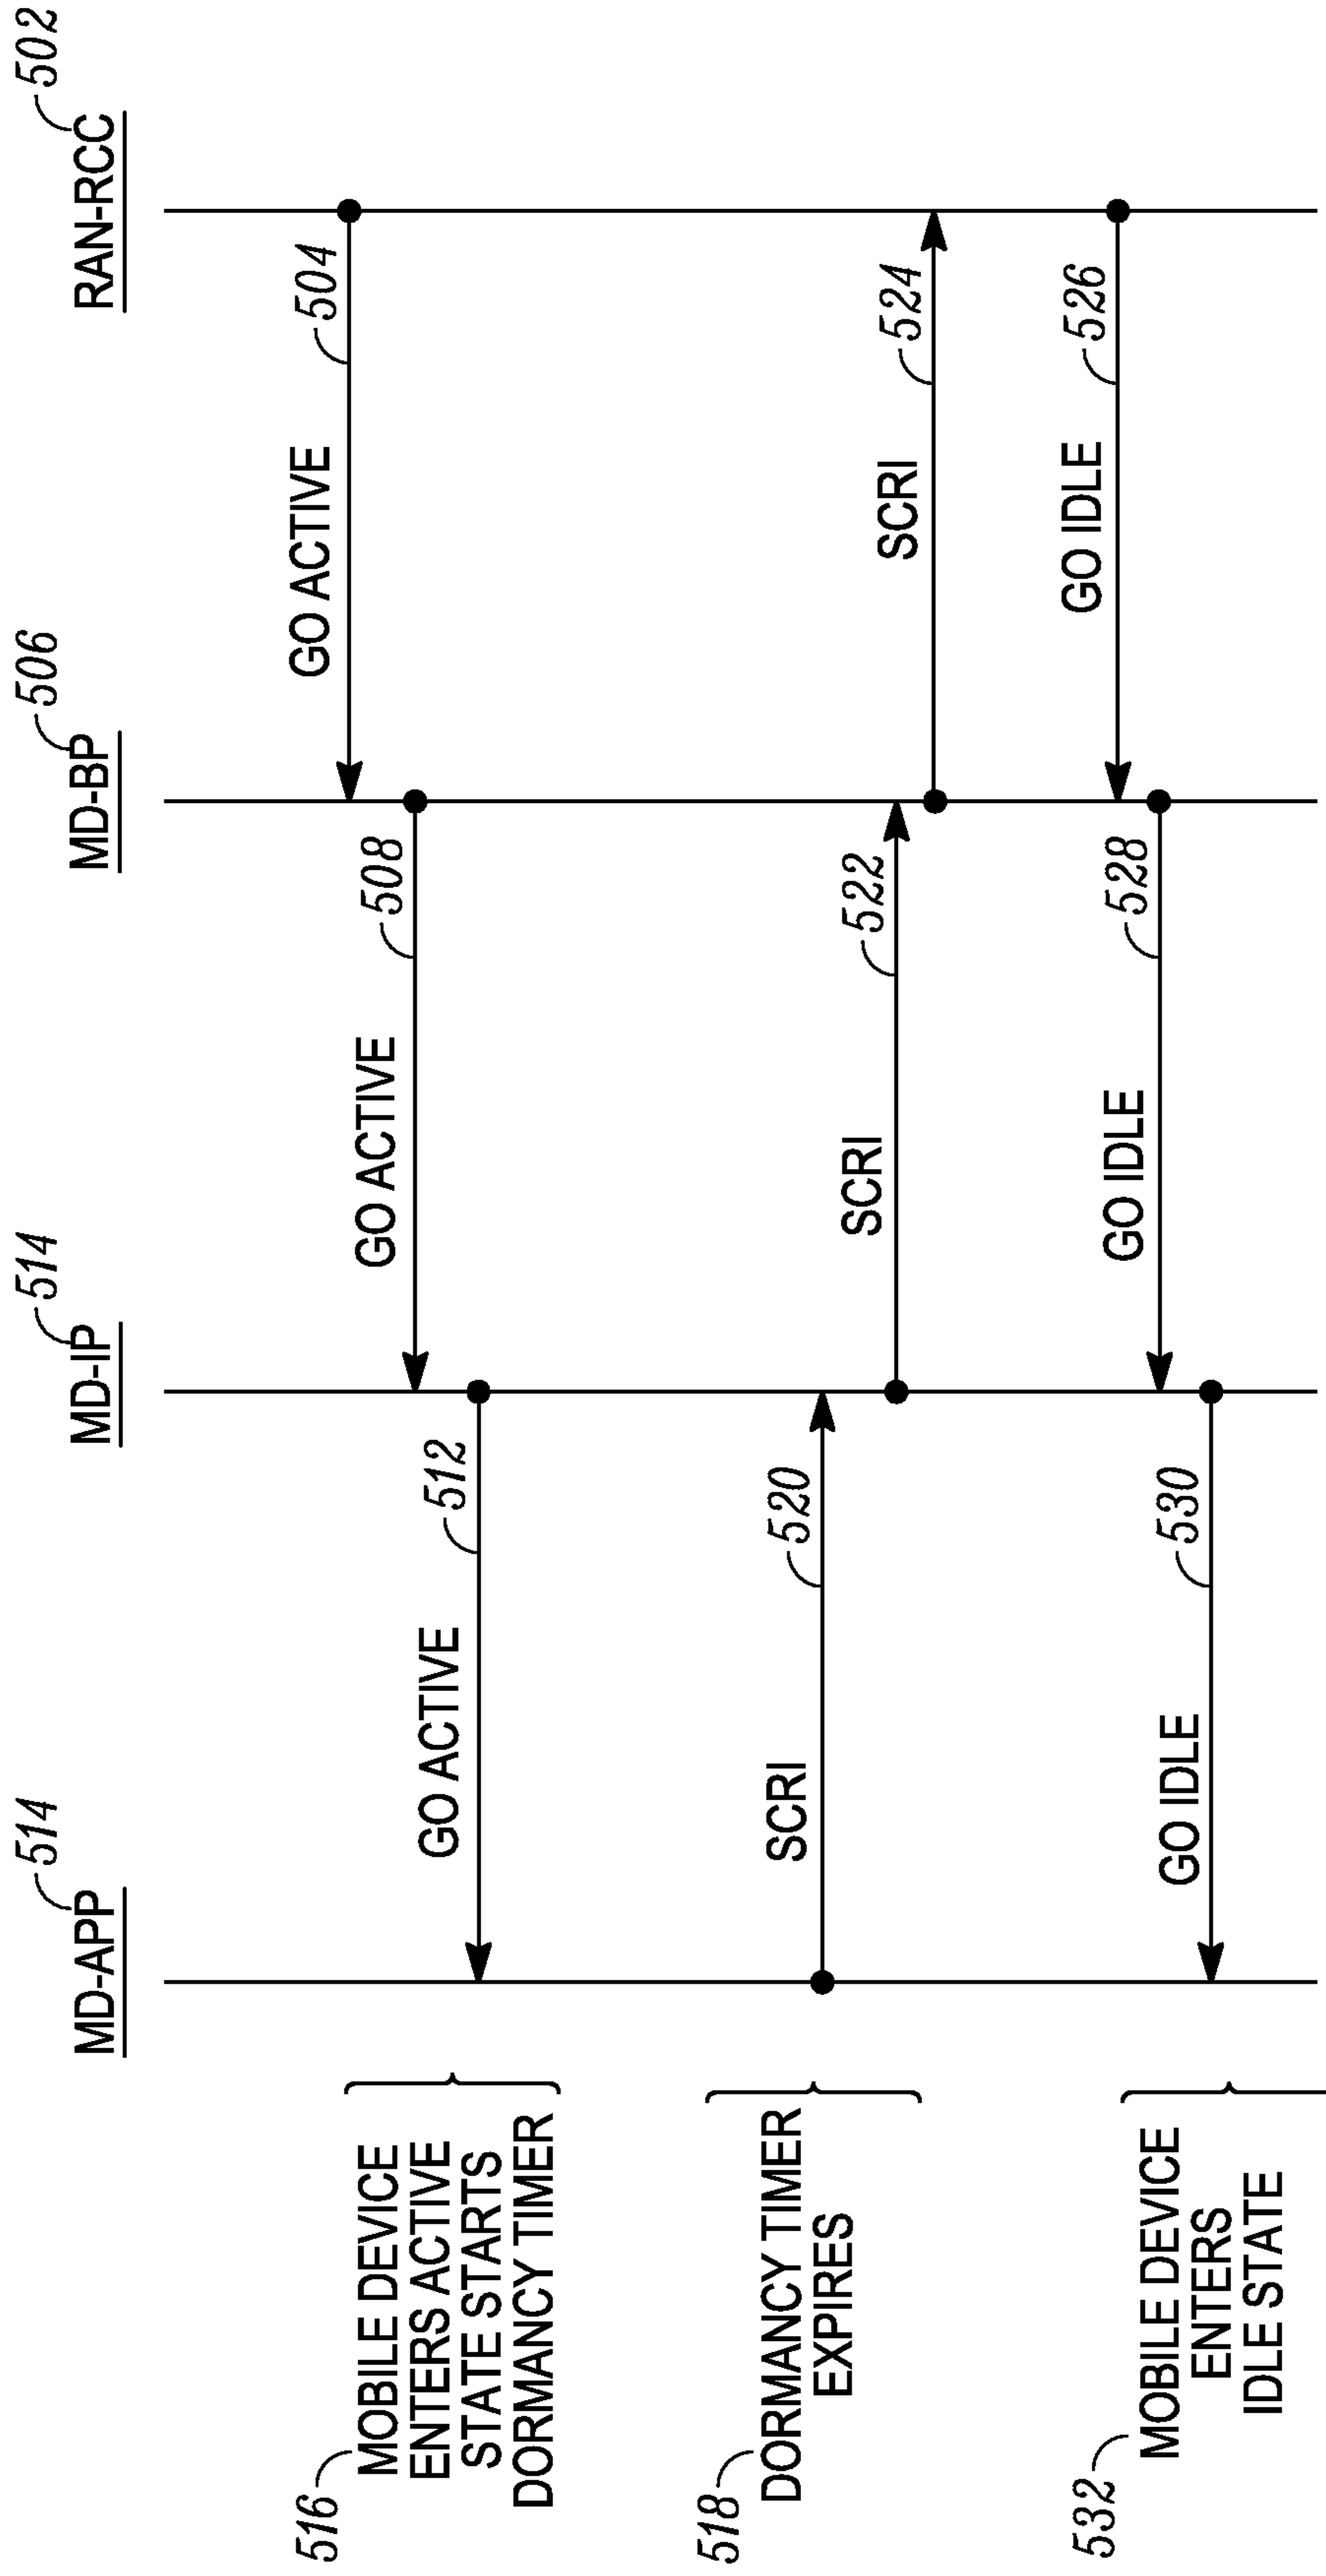 514
MD-APP
514
MD-IP
506
MD-BP
502
RAN-RCC
516
MOBILE DEVICE
ENTERS ACTIVE
STATE STARTS
DORMANCY TIMER
GO ACTIVE
504
GO ACTIVE
508
GO ACTIVE
512
518
DORMANCY TIMER
EXPIRES
SCRI
520
SCRI
522
SCRI
524
532
MOBILE DEVICE
ENTERS
IDLE STATE
GO IDLE
526
GO IDLE
528
GO IDLE
530